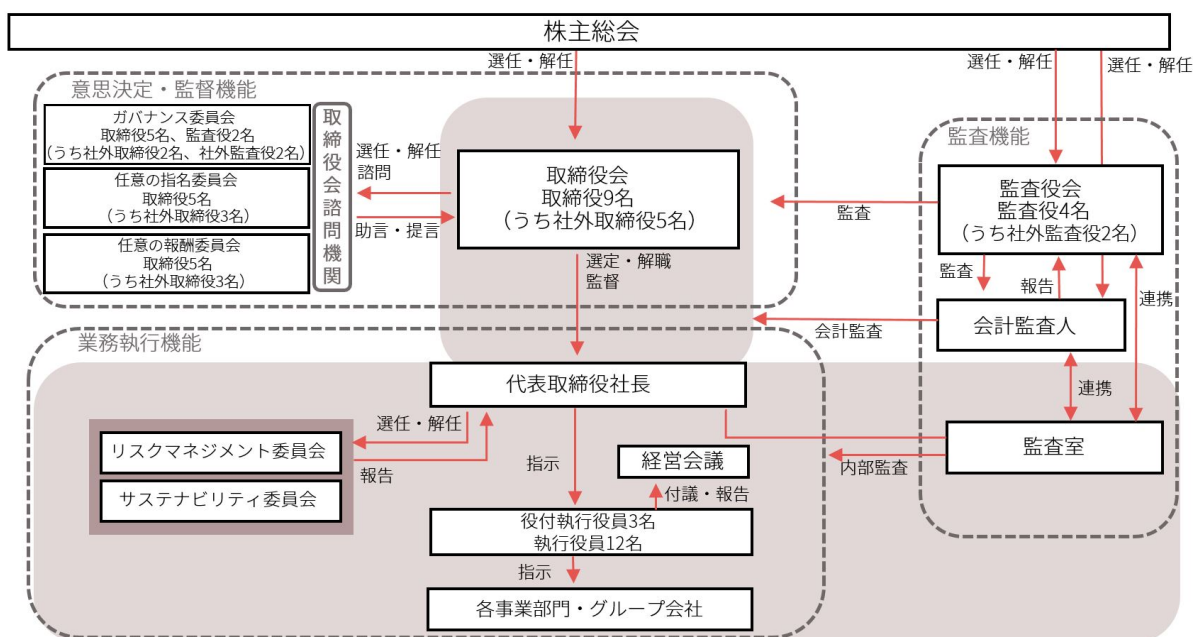 株主総会
選任・解任
選任・解任
選任・解任
意思決定・監督機能
ガバナンス委員会
取締役5名、監査役2名
（うち社外取締役2名、社外監査役2名）
任意の指名委員会
取締役5名
（うち社外取締役3名）
任意の報酬委員会
取締役5名
（うち社外取締役3名）
取締役会諮問機関
選任・解任
諮問
助言・提言
取締役会
取締役9名
（うち社外取締役5名）
選定・解職
監督
監査
監査機能
監査役会
監査役4名
（うち社外監査役2名）
監査
報告
連携
会計監査
会計監査人
連携
監査室
内部監査
業務執行機能
代表取締役社長
選任・解任
報告
リスクマネジメント委員会
サステナビリティ委員会
指示
経営会議
付議・報告
役付執行役員3名
執行役員12名
指示
各事業部門・グループ会社